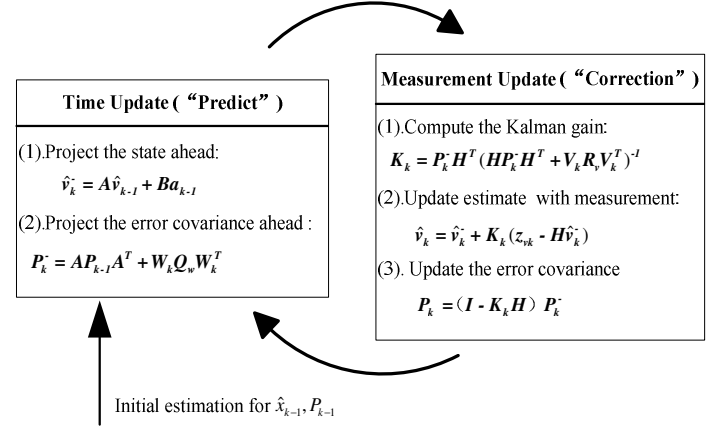 Time Update (“Predict”)
(1).Project the state ahead:
v̂ₖ⁻ = Av̂ₖ₋₁ + Baₖ₋₁
(2).Project the error covariance ahead :
Pₖ⁻ = APₖ₋₁Aᵀ + WₖQ_wWₖᵀ
Measurement Update (“Correction”)
(1).Compute the Kalman gain:
Kₖ = Pₖ⁻Hᵀ(HPₖ⁻Hᵀ + VₖRᵥVₖᵀ)⁻¹
(2).Update estimate with measurement:
v̂ₖ = v̂ₖ⁻ + Kₖ(zᵥₖ - Hv̂ₖ⁻)
(3). Update the error covariance
Pₖ =(I - KₖH) Pₖ⁻
Initial estimation for x̂ₖ₋₁, Pₖ₋₁